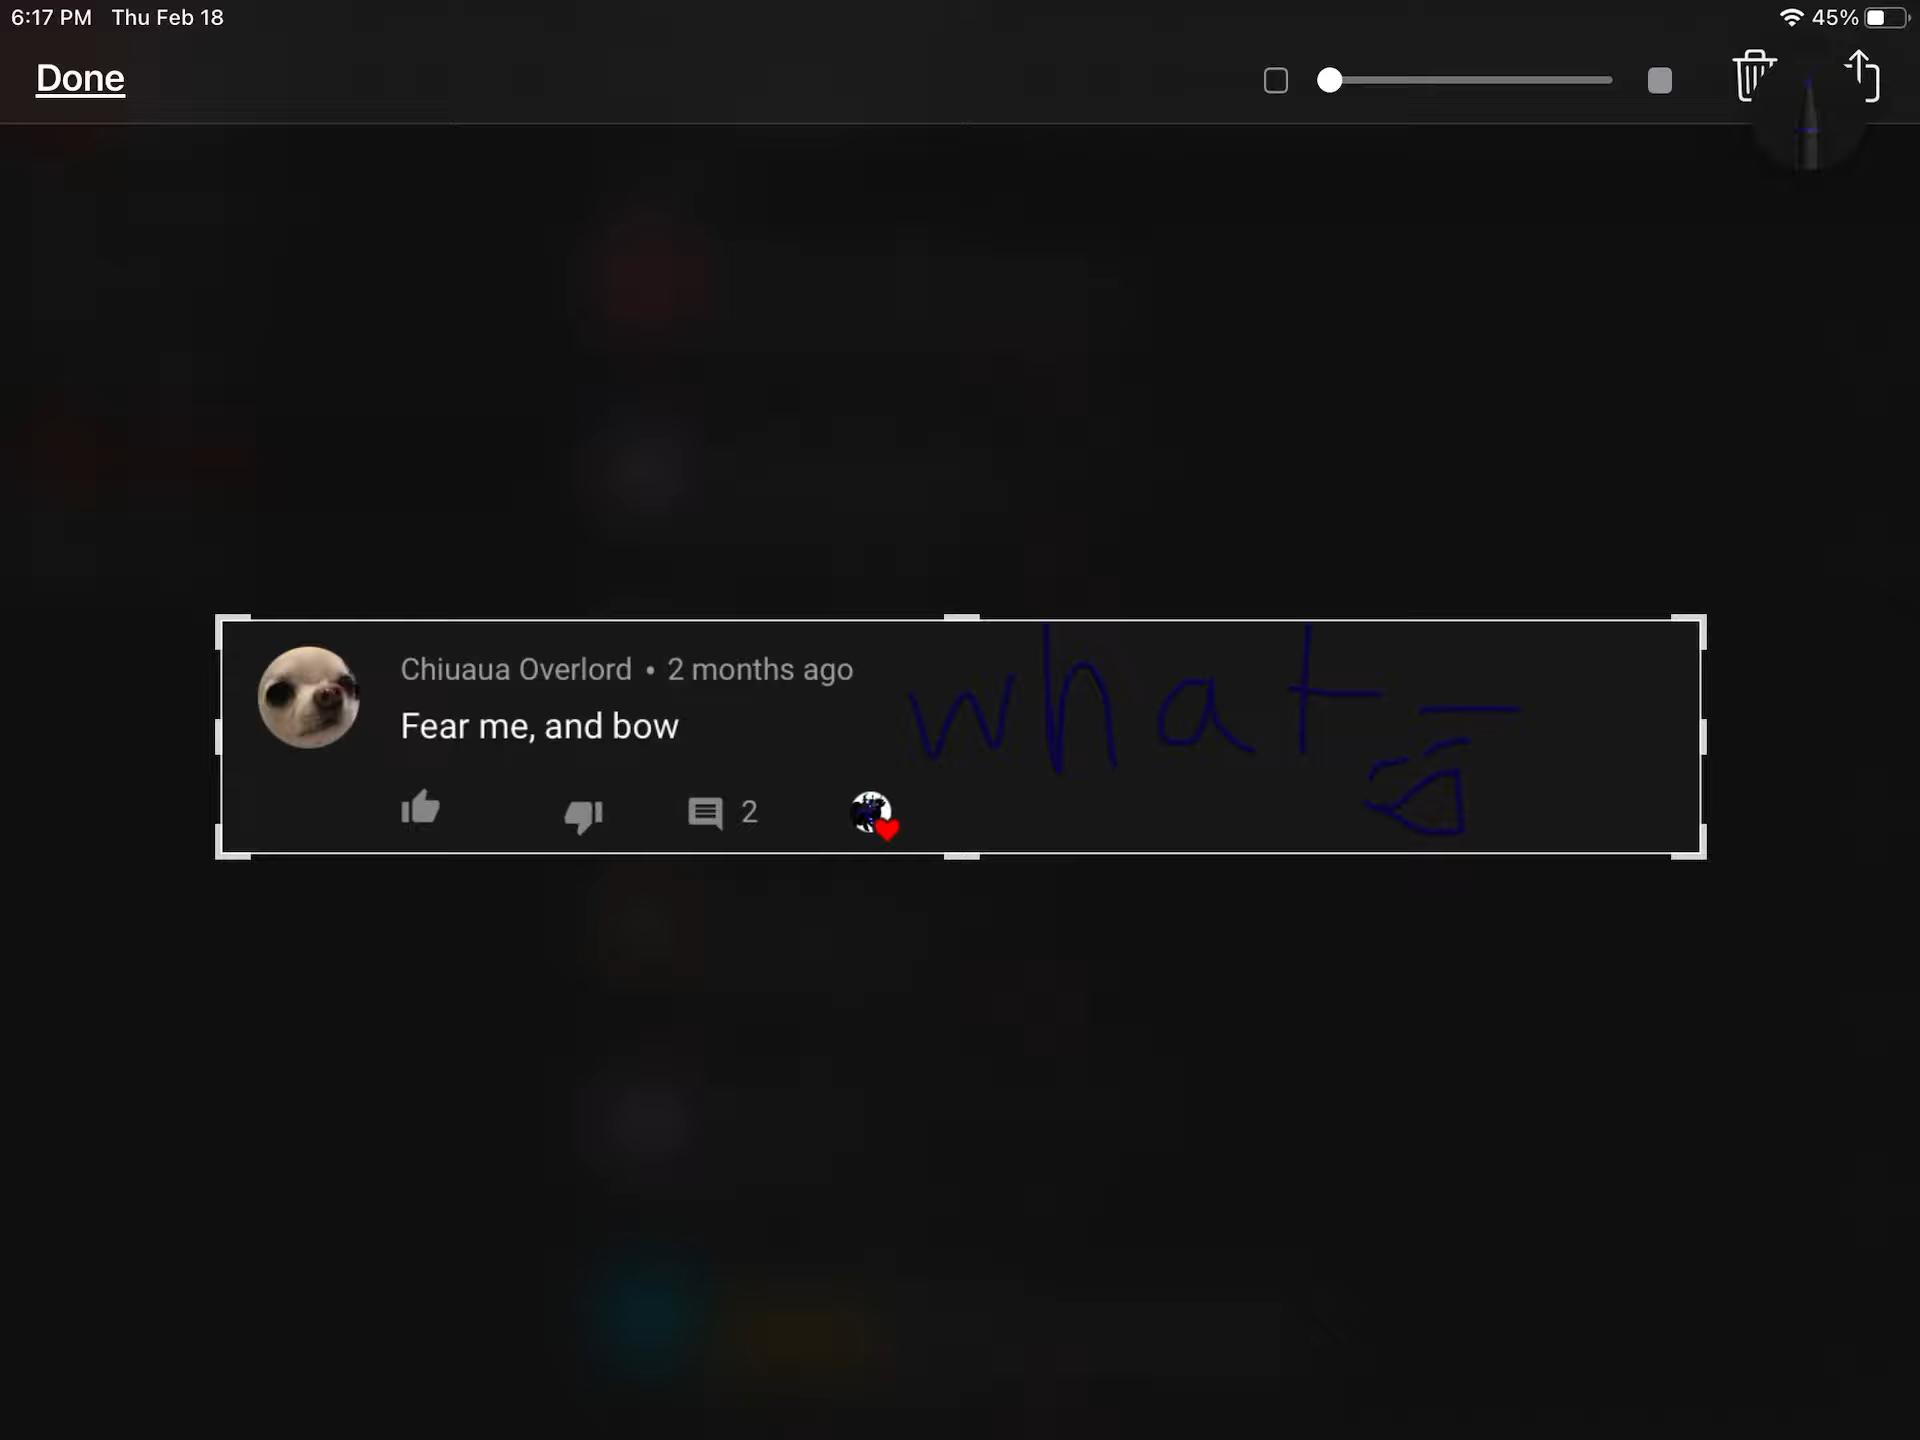 6:17 PM Thu Feb 18
45%
Done
Chiuaua Overlord • 2 months ago
Fear me, and bow
what
2